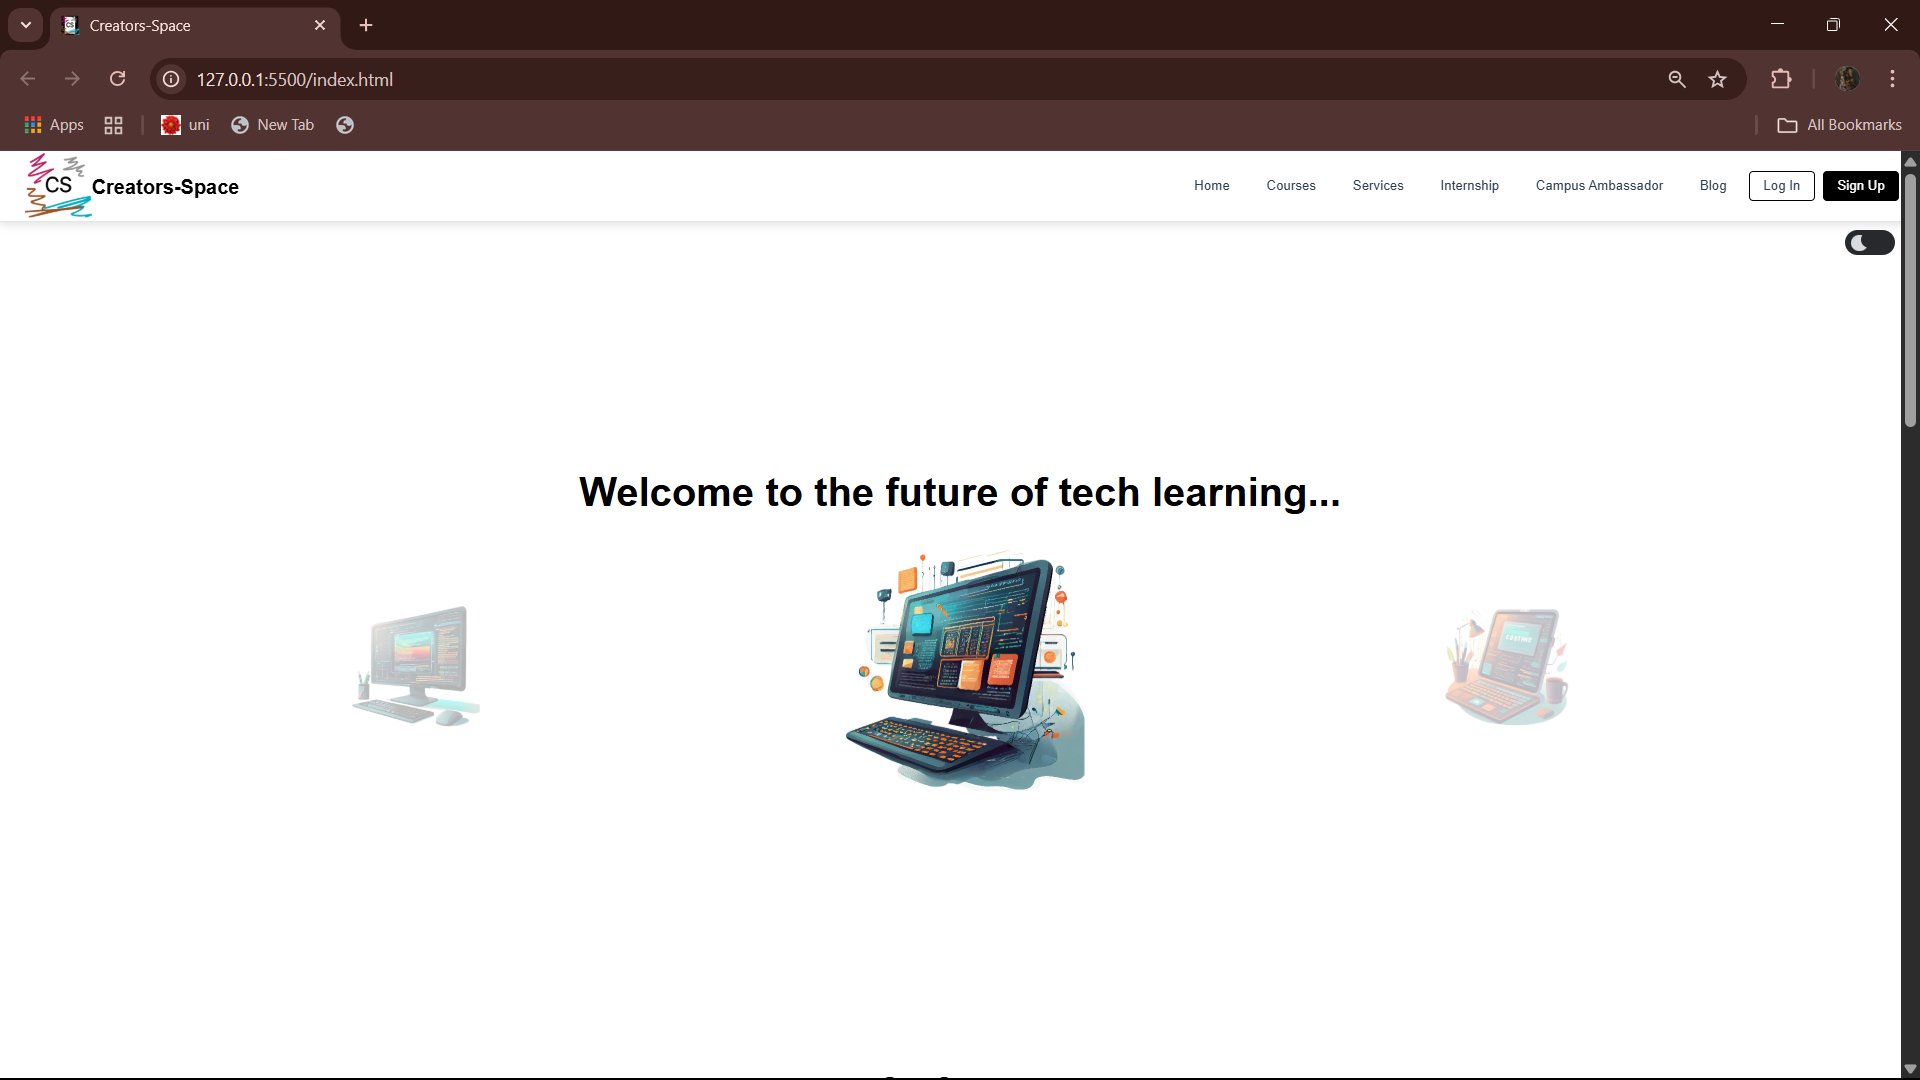 Creators-Space
127.0.0.1:5500/index.html
Apps
uni
New Tab
All Bookmarks
CS
Creators-Space
Home
Courses
Services
Internship
Campus Ambassador
Blog
Log In
Sign Up
Welcome to the future of tech learning...